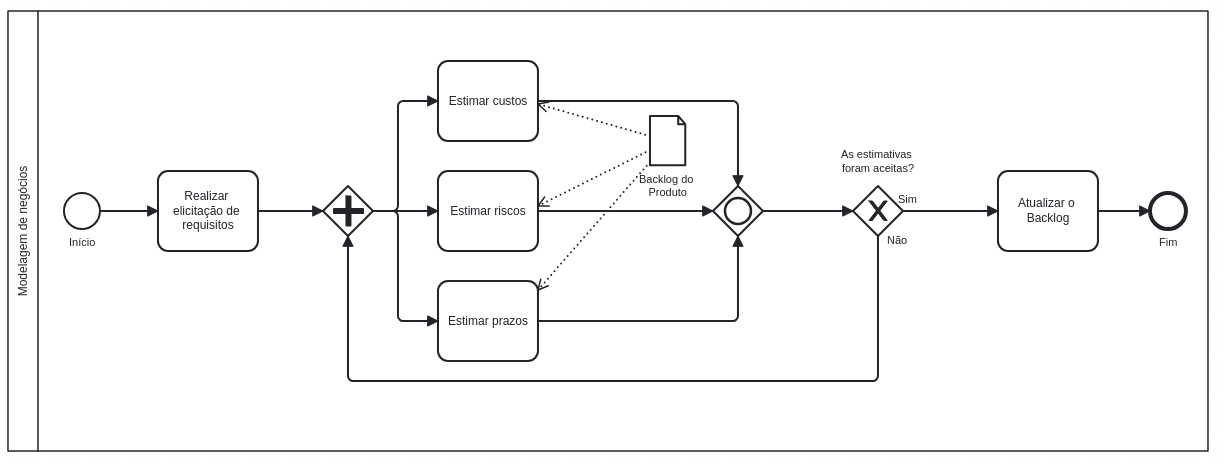 Modelagem de negócios
Início
Realizar
elicitação de
requisitos
Estimar custos
Estimar riscos
Estimar prazos
Backlog do
Produto
As estimativas
foram aceitas?
Sim
Não
Atualizar o
Backlog
Fim